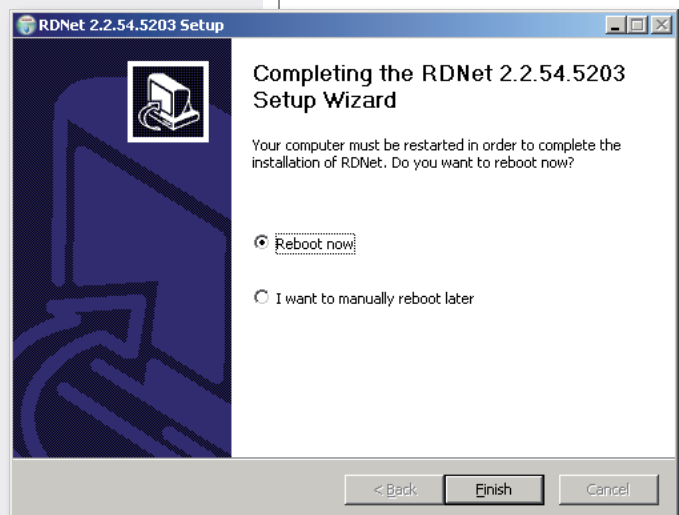 RDNet 2.2.54.5203 Setup
Completing the RDNet 2.2.54.5203
Setup Wizard
Your computer must be restarted in order to complete the
installation of RDNet. Do you want to reboot now?
Reboot now
I want to manually reboot later
< Back
Finish
Cancel